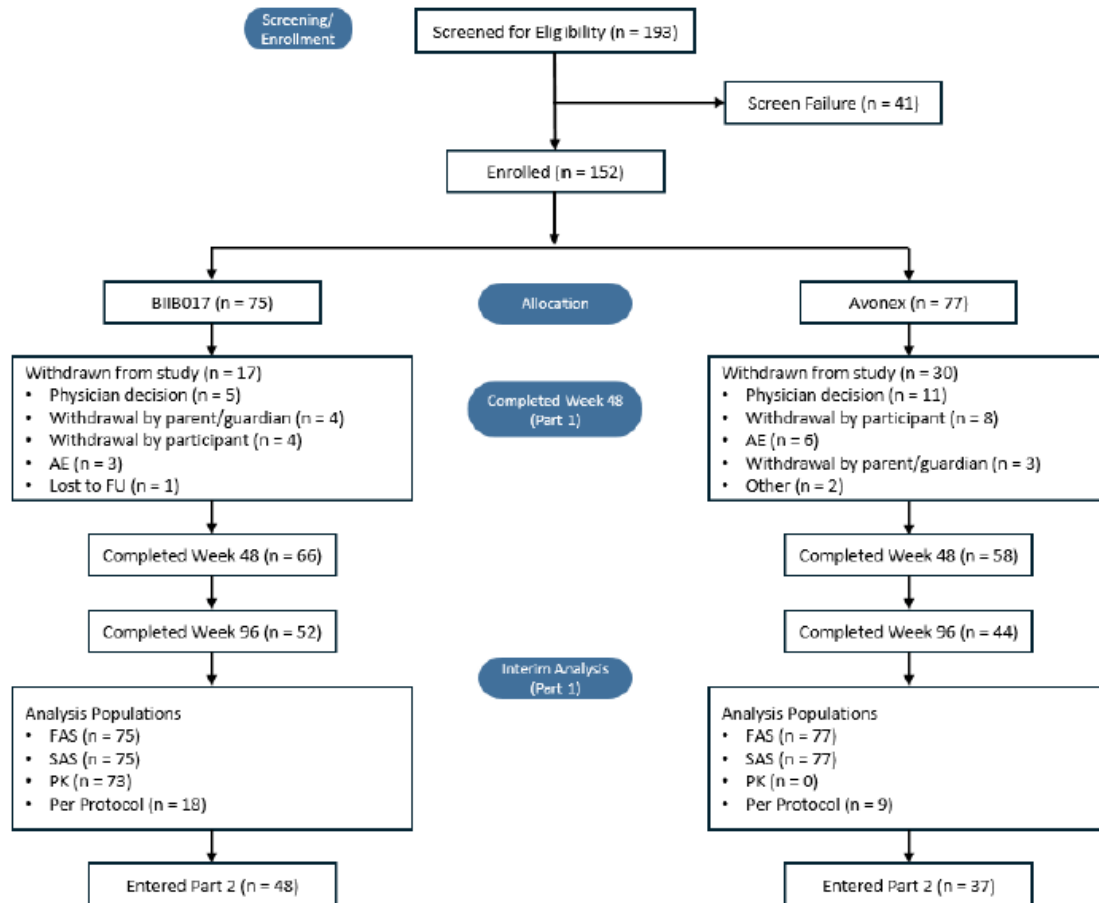 Screening/
Enrollment
Screened for Eligibility (n = 193)
Screen Failure (n = 41)
Enrolled (n = 152)
BIIB017 (n = 75)
Allocation
Avonex (n = 77)
Withdrawn from study (n = 17)
• Physician decision (n = 5)
• Withdrawal by parent/guardian (n = 4)
• Withdrawal by participant (n = 4)
• AE (n = 3)
• Lost to FU (n = 1)
Completed Week 48
(Part 1)
Withdrawn from study (n = 30)
• Physician decision (n = 11)
• Withdrawal by participant (n = 8)
• AE (n = 6)
• Withdrawal by parent/guardian (n = 3)
• Other (n = 2)
Completed Week 48 (n = 66)
Completed Week 48 (n = 58)
Completed Week 96 (n = 52)
Completed Week 96 (n = 44)
Interim Analysis
(Part 1)
Analysis Populations
• FAS (n = 75)
• SAS (n = 75)
• PK (n = 73)
• Per Protocol (n = 18)
Analysis Populations
• FAS (n = 77)
• SAS (n = 77)
• PK (n = 0)
• Per Protocol (n = 9)
Entered Part 2 (n = 48)
Entered Part 2 (n = 37)